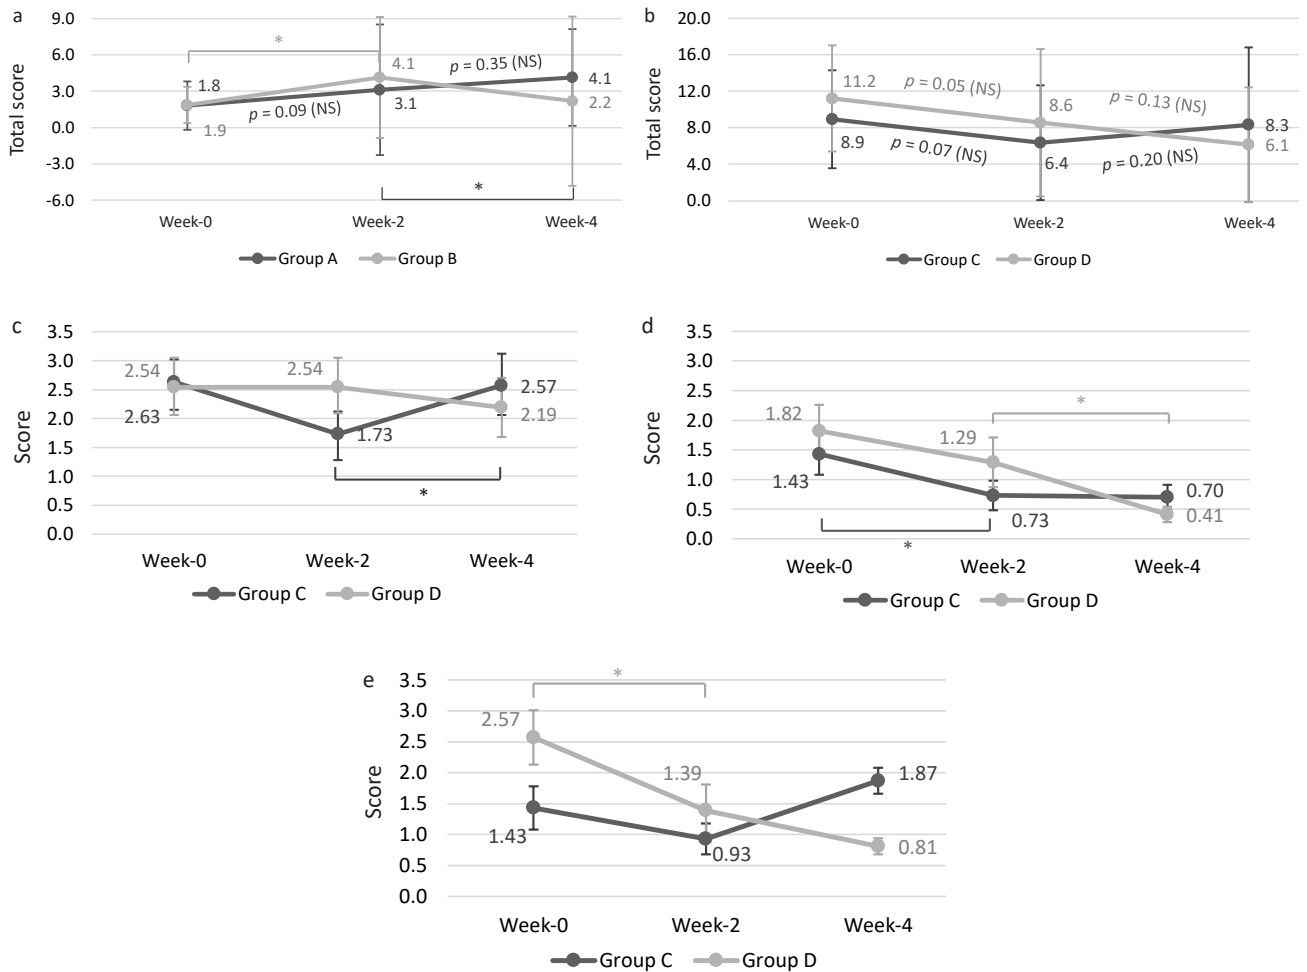 a
9.0
6.0
3.0
0.0
-3.0
-6.0
Total score
*
1.8
1.9
4.1
3.1
p = 0.09 (NS)
p = 0.35 (NS)
4.1
2.2
*
Week-0 Week-2 Week-4
Group A Group B
b
20.0
16.0
12.0
8.0
4.0
0.0
Total score
11.2
8.9
p = 0.05 (NS)
p = 0.07 (NS)
8.6
6.4
p = 0.13 (NS)
p = 0.20 (NS)
8.3
6.1
Week-0 Week-2 Week-4
Group C Group D
c
3.5
3.0
2.5
2.0
1.5
1.0
0.5
0.0
Score
2.54
2.63
2.54
1.73
2.57
2.19
*
Week-0 Week-2 Week-4
Group C Group D
d
3.5
3.0
2.5
2.0
1.5
1.0
0.5
0.0
Score
1.82
1.43
1.29
0.73
*
0.70
0.41
*
Week-0 Week-2 Week-4
Group C Group D
e
3.5
3.0
2.5
2.0
1.5
1.0
0.5
0.0
Score
*
2.57
1.43
1.39
0.93
1.87
0.81
Week-0 Week-2 Week-4
Group C Group D